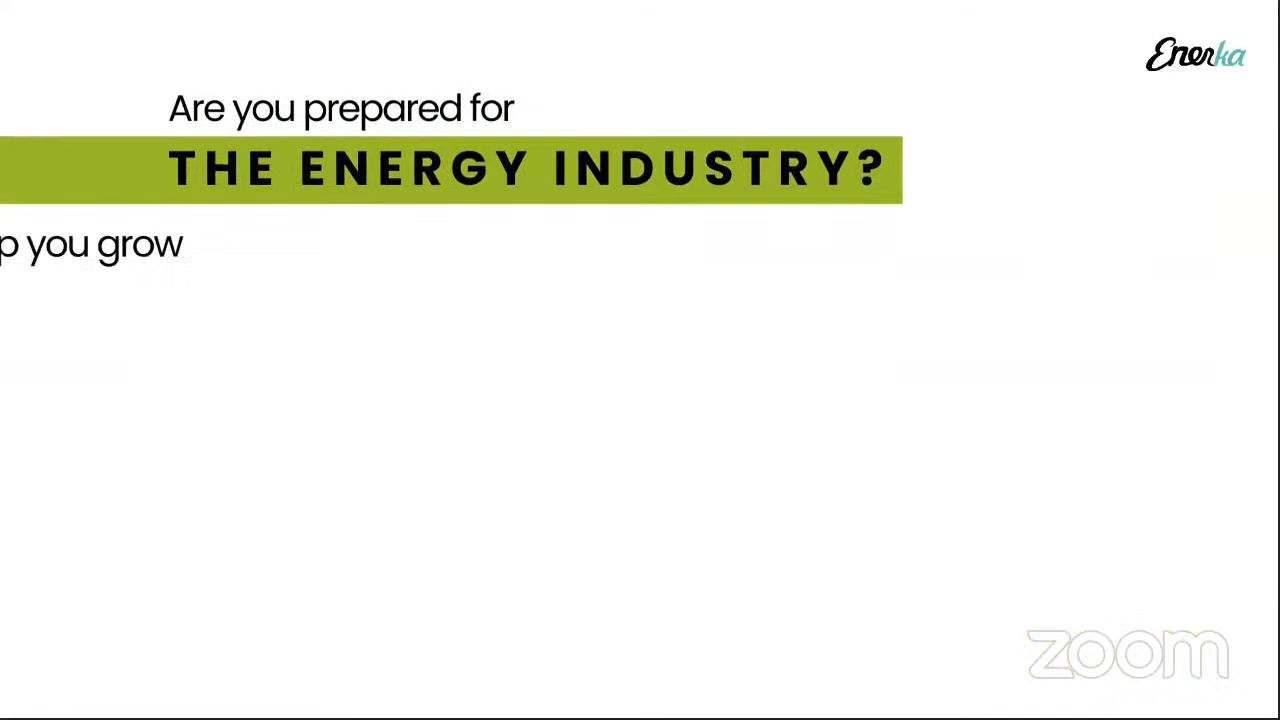 Enerka
Are you prepared for
THE ENERGY INDUSTRY?
p you grow
zoom